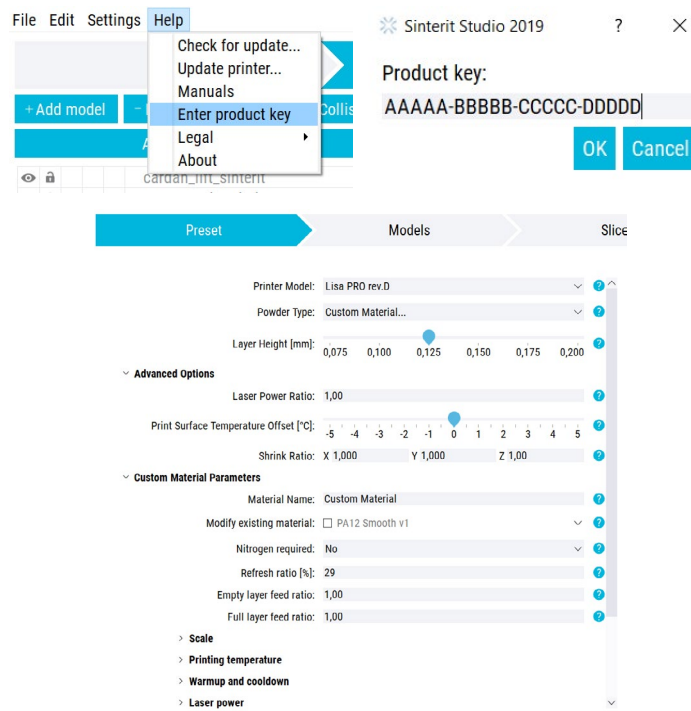 File Edit Settings Help
Check for update...
Update printer...
Manuals
Enter product key
Legal
About
+Add model
Collis
cardan_lift_sinterit
Sinterit Studio 2019 ? X
Product key:
AAAAA-BBBBB-CCCCC-DDDDD
OK Cancel
Preset Models Slice
Printer Model: Lisa PRO rev.D ?
Powder Type: Custom Material... ?
Layer Height [mm]: ?
0,075 0,100 0,125 0,150 0,175 0,200
Advanced Options
Laser Power Ratio: 1,00 ?
Print Surface Temperature Offset [°C]: ?
-5 -4 -3 -2 -1 0 1 2 3 4 5
Shrink Ratio: X 1,000 Y 1,000 Z 1,00 ?
Custom Material Parameters
Material Name: Custom Material ?
Modify existing material: PA12 Smooth v1 ?
Nitrogen required: No ?
Refresh ratio [%]: 29 ?
Empty layer feed ratio: 1,00 ?
Full layer feed ratio: 1,00 ?
> Scale
> Printing temperature
> Warmup and cooldown
> Laser power